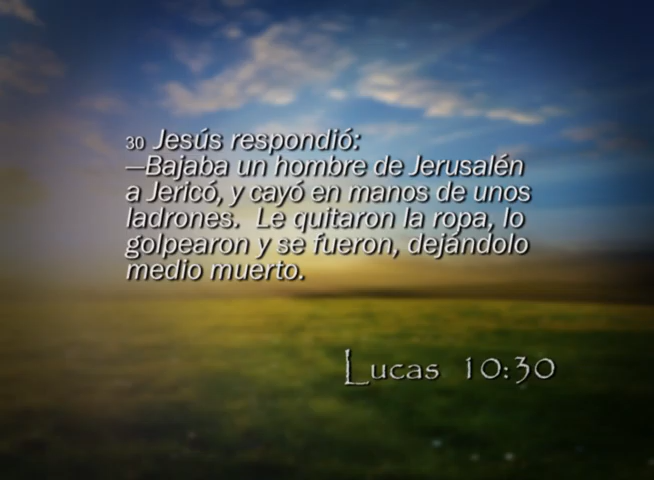 30 Jesús respondió:
—Bajaba un hombre de Jerusalén
a Jericó, y cayó en manos de unos
ladrones. Le quitaron la ropa, lo
golpearon y se fueron, dejándolo
medio muerto.
Lucas 10:30